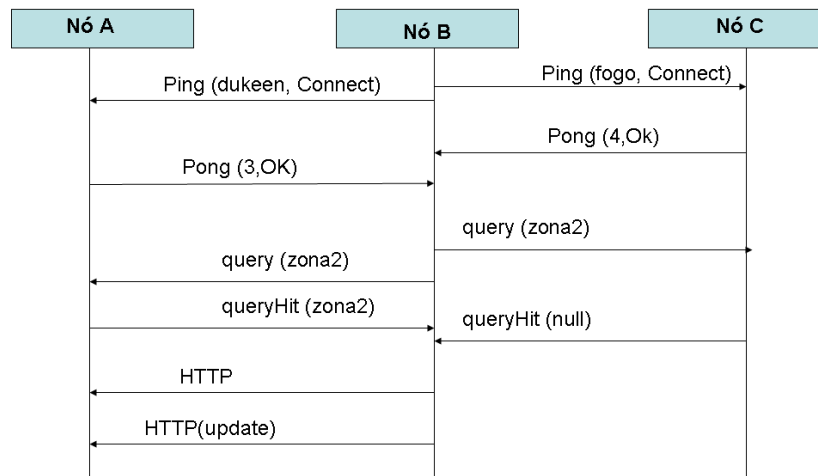 Nó A
Nó B
Nó C
Ping (fogo, Connect)
Ping (dukeen, Connect)
Pong (4,Ok)
Pong (3,OK)
query (zona2)
query (zona2)
queryHit (zona2)
queryHit (null)
HTTP
HTTP(update)